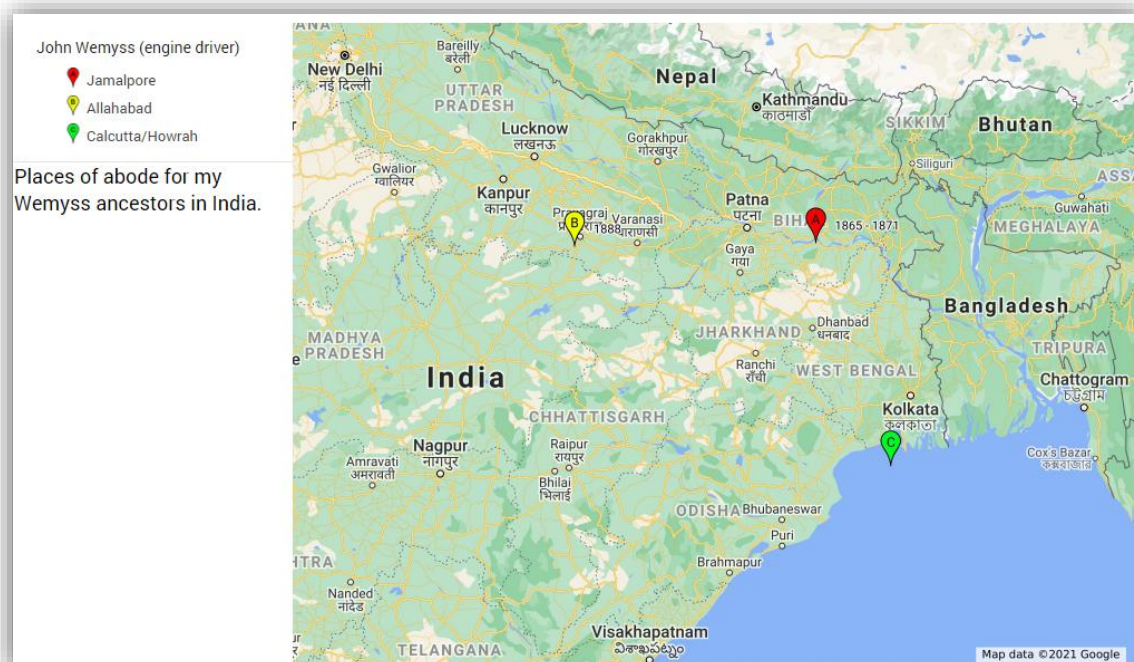 John Wemyss (engine driver)
A Jamalpore
B Allahabad
C Calcutta/Howrah
Places of abode for my
Wemyss ancestors in India.
New Delhi
नई दिल्ली
Bareilly
बरेली
UTTAR
PRADESH
Nepal
Kathmandu
काठमाडौँ
SIKKIM
Bhutan
Lucknow
लखनऊ
Gorakhpur
गोरखपुर
Siliguri
Gwalior
ग्वालियर
Kanpur
कानपुर
Patna
पटना
Guwahati
MEGHALAYA
B
1888
Varanasi
वाराणसी
A
1865 - 1871
Gaya
गया
Bangladesh
MADHYA
PRADESH
JHARKHAND
Dhanbad
धनबाद
TRIPURA
India
Ranchi
राँची
WEST BENGAL
Chattogram
চট্টগ্রাম
Kolkata
কলকাতা
CHHATTISGARH
C
Nagpur
नागपुर
Raipur
रायपुर
Amravati
अमरावती
Bhilai
भिलाई
Cox's Bazar
কক্সবাজার
ODISHA
Bhubaneswar
Puri
Brahmapur
Nanded
नांदेड
Visakhapatnam
విశాఖపట్నం
TELANGANA
Map data ©2021 Google